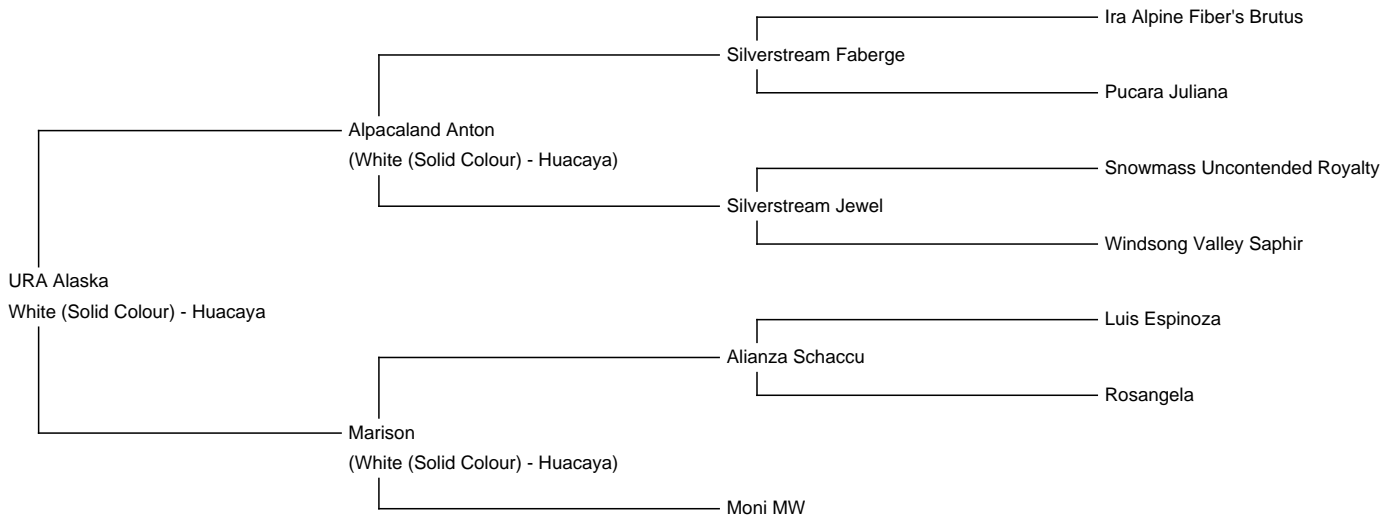 Ira Alpine Fiber's Brutus
Silverstream Faberge
Pucara Juliana
Alpacaland Anton
(White (Solid Colour) - Huacaya)
Snowmass Uncontended Royalty
Silverstream Jewel
Windsong Valley Saphir
URA Alaska
White (Solid Colour) - Huacaya
Luis Espinoza
Alianza Schaccu
Rosangela
Marison
(White (Solid Colour) - Huacaya)
Moni MW